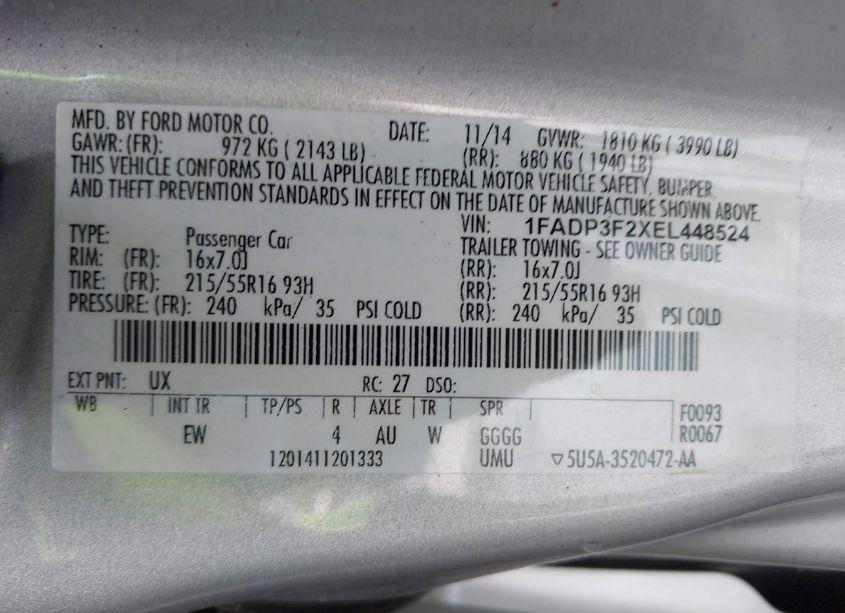 MFD. BY FORD MOTOR CO. DATE: 11/14 GVWR: 1810 KG ( 3990 LB)
GAWR: (FR): 972 KG ( 2143 LB) (RR): 880 KG ( 1940 LB)
THIS VEHICLE CONFORMS TO ALL APPLICABLE FEDERAL MOTOR VEHICLE SAFETY, BUMPER,
AND THEFT PREVENTION STANDARDS IN EFFECT ON THE DATE OF MANUFACTURE SHOWN ABOVE.
VIN: 1FADP3F2XEL448524
TYPE: Passenger Car TRAILER TOWING - SEE OWNER GUIDE
RIM: (FR): 16x7.0J (RR): 16x7.0J
TIRE: (FR): 215/55R16 93H (RR): 215/55R16 93H
PRESSURE: (FR): 240 kPa/ 35 PSI COLD (RR): 240 kPa/ 35 PSI COLD
EXT PNT: UX RC: 27 DSO:
WB | INT TR | TP/PS | R | AXLE | TR | SPR F0093
EW 4 AU W GGGG R0067
1201411201333 UMU ▽5U5A-3520472-AA